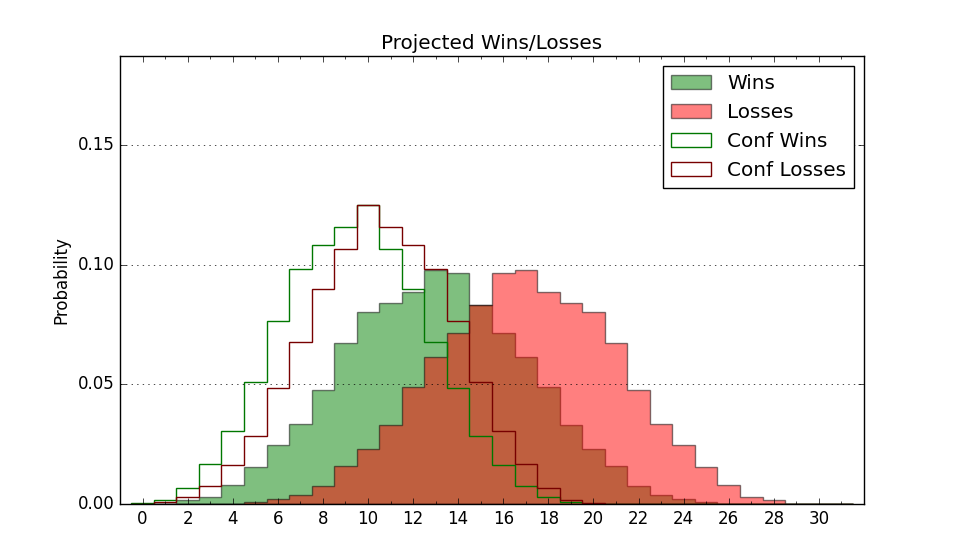 Projected Wins/Losses
Wins
Losses
Conf Wins
Conf Losses
Probability
0.15
0.10
0.05
0.00
0 2 4 6 8 10 12 14 16 18 20 22 24 26 28 30